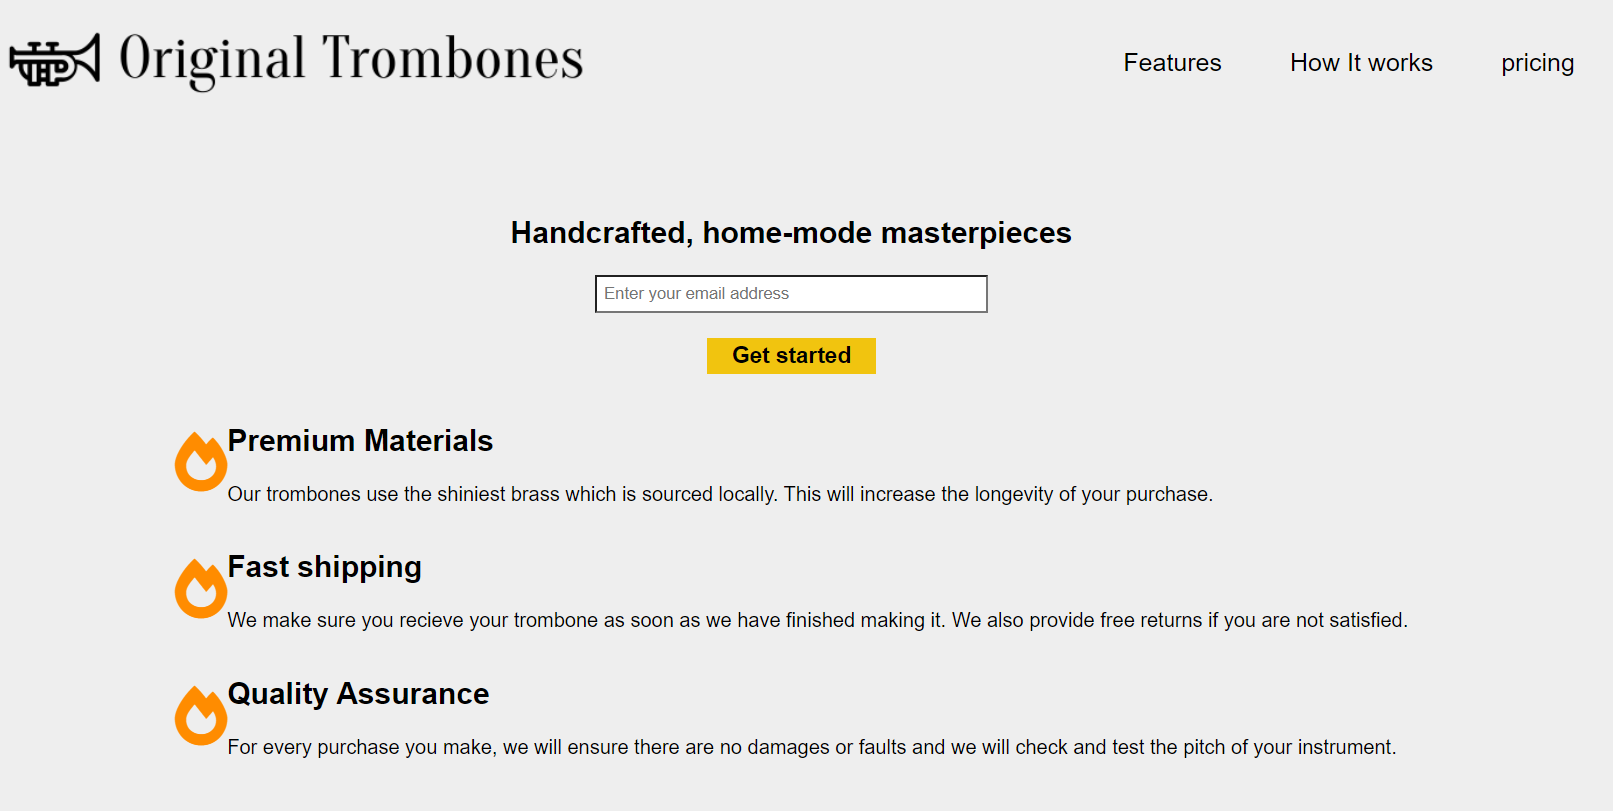 Original Trombones
Features
How It works
pricing
Handcrafted, home-mode masterpieces
Enter your email address
Get started
Premium Materials
Our trombones use the shiniest brass which is sourced locally. This will increase the longevity of your purchase.
Fast shipping
We make sure you recieve your trombone as soon as we have finished making it. We also provide free returns if you are not satisfied.
Quality Assurance
For every purchase you make, we will ensure there are no damages or faults and we will check and test the pitch of your instrument.